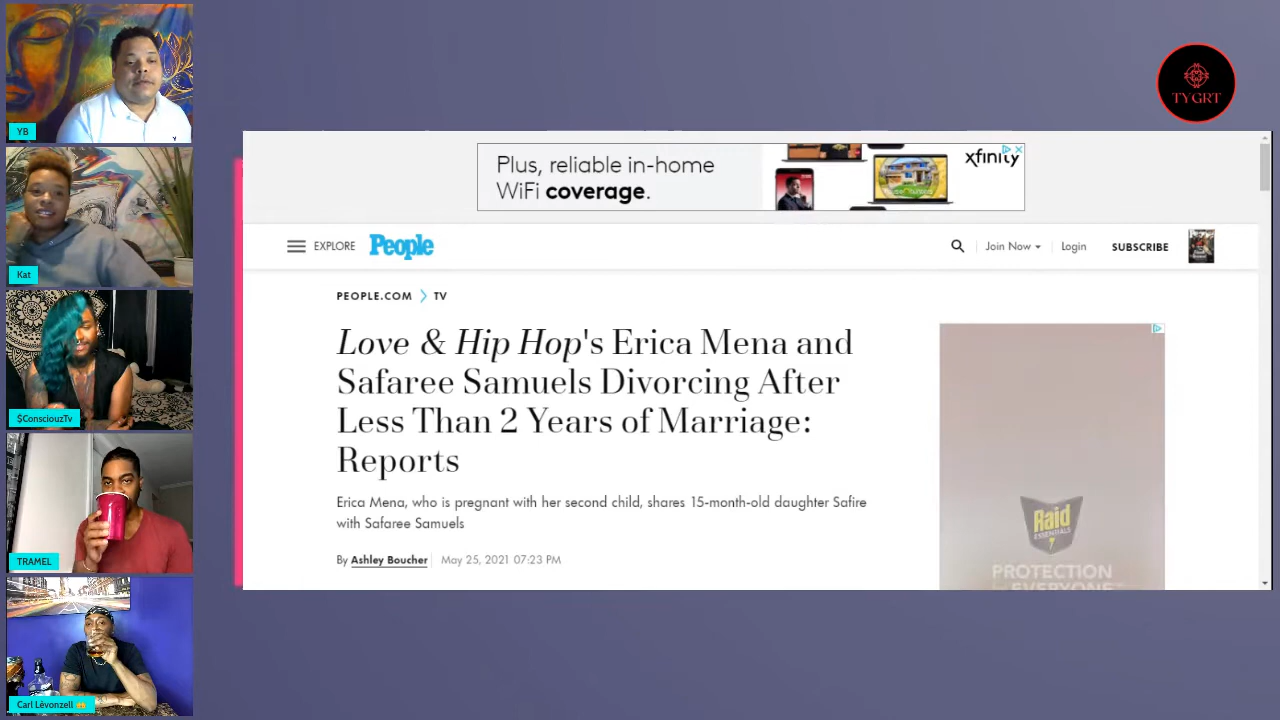 YB
Kat
$ConsciouzTv
TRAMEL
Carl Lévonzell
TYGRT
Plus, reliable in-home
WiFi coverage.
xfinity
EXPLORE
People
Join Now
Login
SUBSCRIBE
PEOPLE.COM
TV
Love & Hip Hop's Erica Mena and
Safaree Samuels Divorcing After
Less Than 2 Years of Marriage:
Reports
Erica Mena, who is pregnant with her second child, shares 15-month-old daughter Safire
with Safaree Samuels
By Ashley Boucher
May 25, 2021 07:23 PM
Raid
ESSENTIALS
PROTECTION
EVERYONE